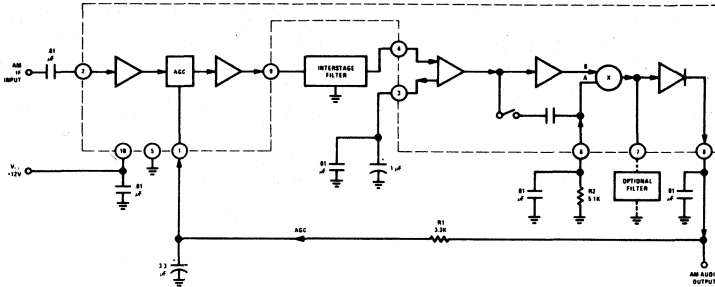 AM
IF
INPUT
.01
μF
2
AGC
9
INTERSTAGE
FILTER
4
3
B
A
X
10
5
1
6
7
8
+12V
.01
μF
.01
μF
1 μF
.01
μF
R2
5.1K
OPTIONAL
FILTER
.01
μF
AGC
R1
3.3K
3.3
μF
AM AUDIO
OUTPUT